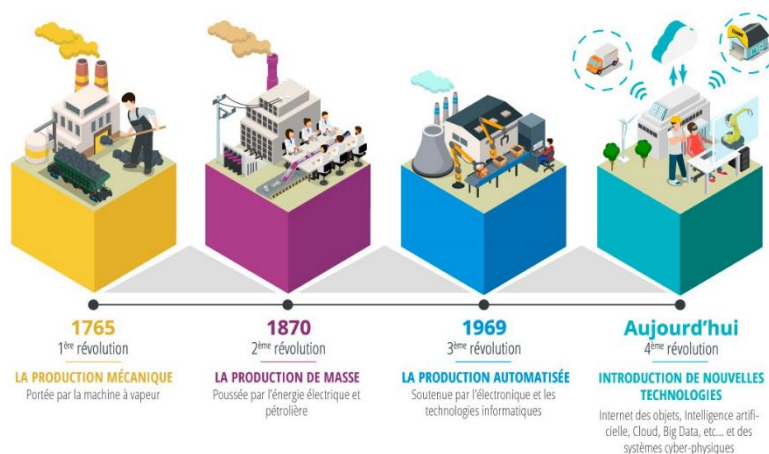 1765
1ère révolution
LA PRODUCTION MÉCANIQUE
Portée par la machine à vapeur
1870
2ème révolution
LA PRODUCTION DE MASSE
Poussée par l'énergie électrique et
pétrolière
1969
3ème révolution
LA PRODUCTION AUTOMATISÉE
Soutenue par l'électronique et les
technologies informatiques
Aujourd'hui
4ème révolution
INTRODUCTION DE NOUVELLES
TECHNOLOGIES
Internet des objets, Intelligence artifi-
cielle, Cloud, Big Data, etc... et des
systèmes cyber-physiques